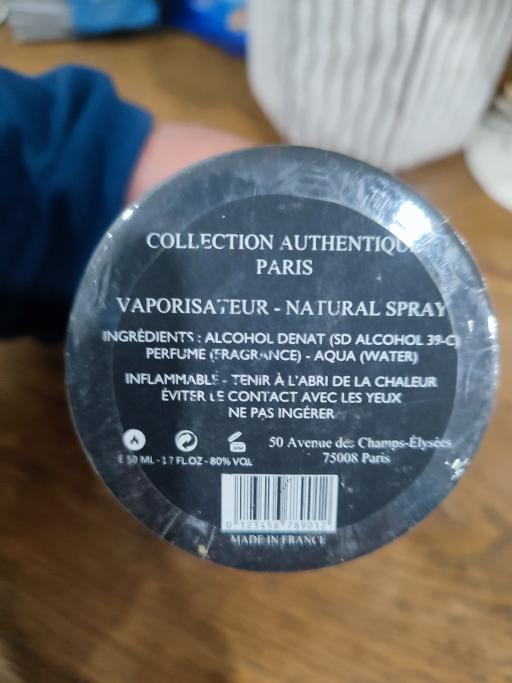 COLLECTION AUTHENTIQUE
PARIS
VAPORISATEUR - NATURAL SPRAY
INGRÉDIENTS : ALCOHOL DENAT (SD ALCOHOL 39-C)
PERFUME (FRAGRANCE) - AQUA (WATER)
INFLAMMABLE - TENIR À L'ABRI DE LA CHALEUR
ÉVITER LE CONTACT AVEC LES YEUX
NE PAS INGÉRER
50 Avenue des Champs-Élysées
75008 Paris
E 50 ML - 1.7 FL.OZ - 80% VOL
0 123456 789012
MADE IN FRANCE